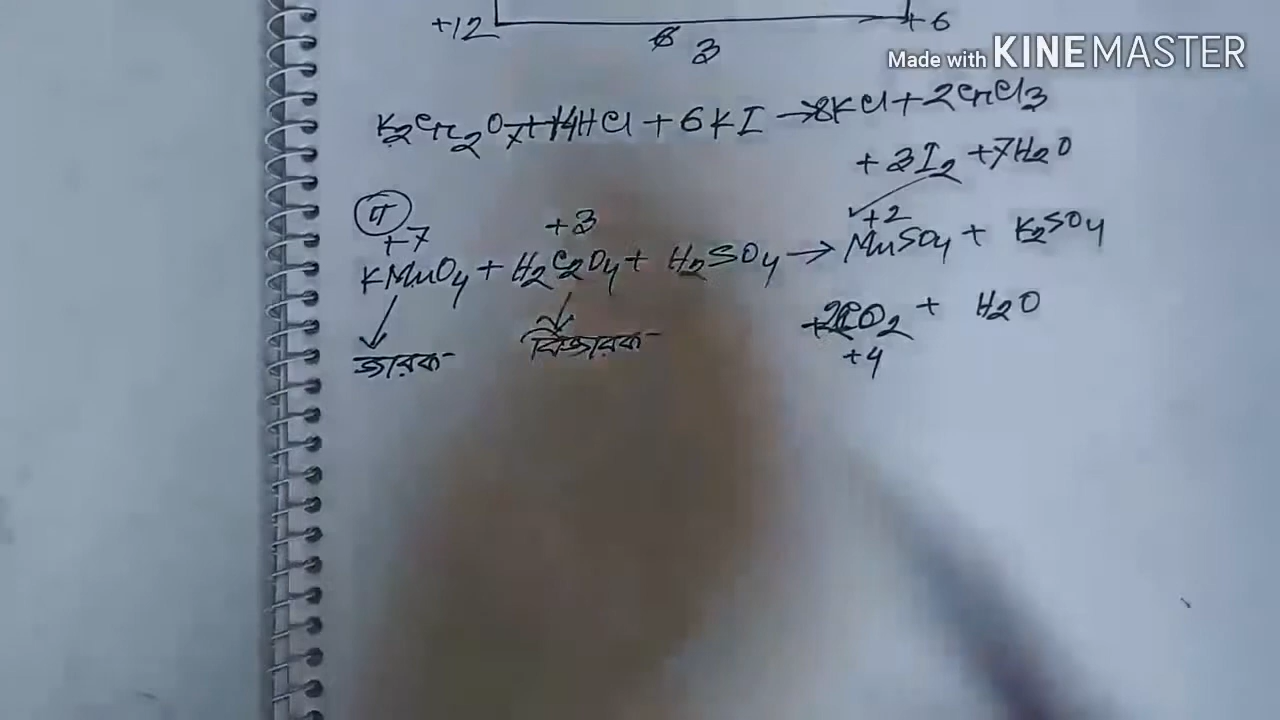 +12 +6
3
Made with KINEMASTER
K₂Cr₂O₇+14HCl + 6KI → 8KCl + 2CrCl₃
+ 3I₂ + 7H₂O
+7 +3 +2
KMnO₄ + H₂C₂O₄ + H₂SO₄ → MnSO₄ + K₂SO₄
+2CO₂ + H₂O
জারক বিজারক
+4